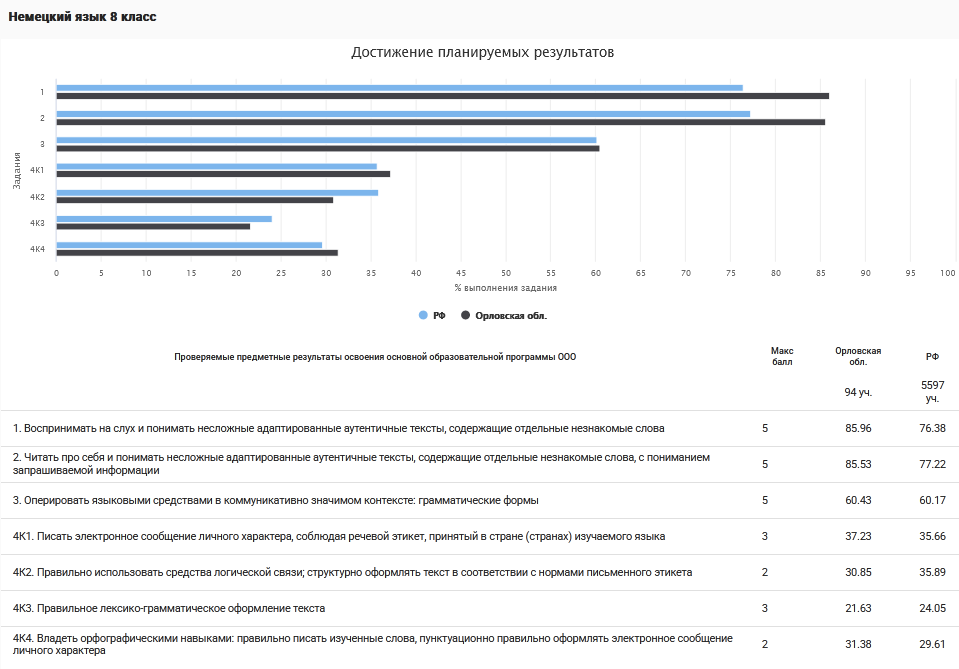 Немецкий язык 8 класс
Достижение планируемых результатов
Задания
1
2
3
4К1
4К2
4К3
4К4
0 5 10 15 20 25 30 35 40 45 50 55 60 65 70 75 80 85 90 95 100
% выполнения задания
РФ Орловская обл.
Проверяемые предметные результаты освоения основной образовательной программы ООО Макс балл Орловская обл. РФ
94 уч. 5597 уч.
1. Воспринимать на слух и понимать несложные адаптированные аутентичные тексты, содержащие отдельные незнакомые слова 5 85.96 76.38
2. Читать про себя и понимать несложные адаптированные аутентичные тексты, содержащие отдельные незнакомые слова, с пониманием
запрашиваемой информации 5 85.53 77.22
3. Оперировать языковыми средствами в коммуникативно значимом контексте: грамматические формы 5 60.43 60.17
4К1. Писать электронное сообщение личного характера, соблюдая речевой этикет, принятый в стране (странах) изучаемого языка 3 37.23 35.66
4К2. Правильно использовать средства логической связи; структурно оформлять текст в соответствии с нормами письменного этикета 2 30.85 35.89
4К3. Правильное лексико-грамматическое оформление текста 3 21.63 24.05
4К4. Владеть орфографическими навыками: правильно писать изученные слова, пунктуационно правильно оформлять электронное сообщение
личного характера 2 31.38 29.61